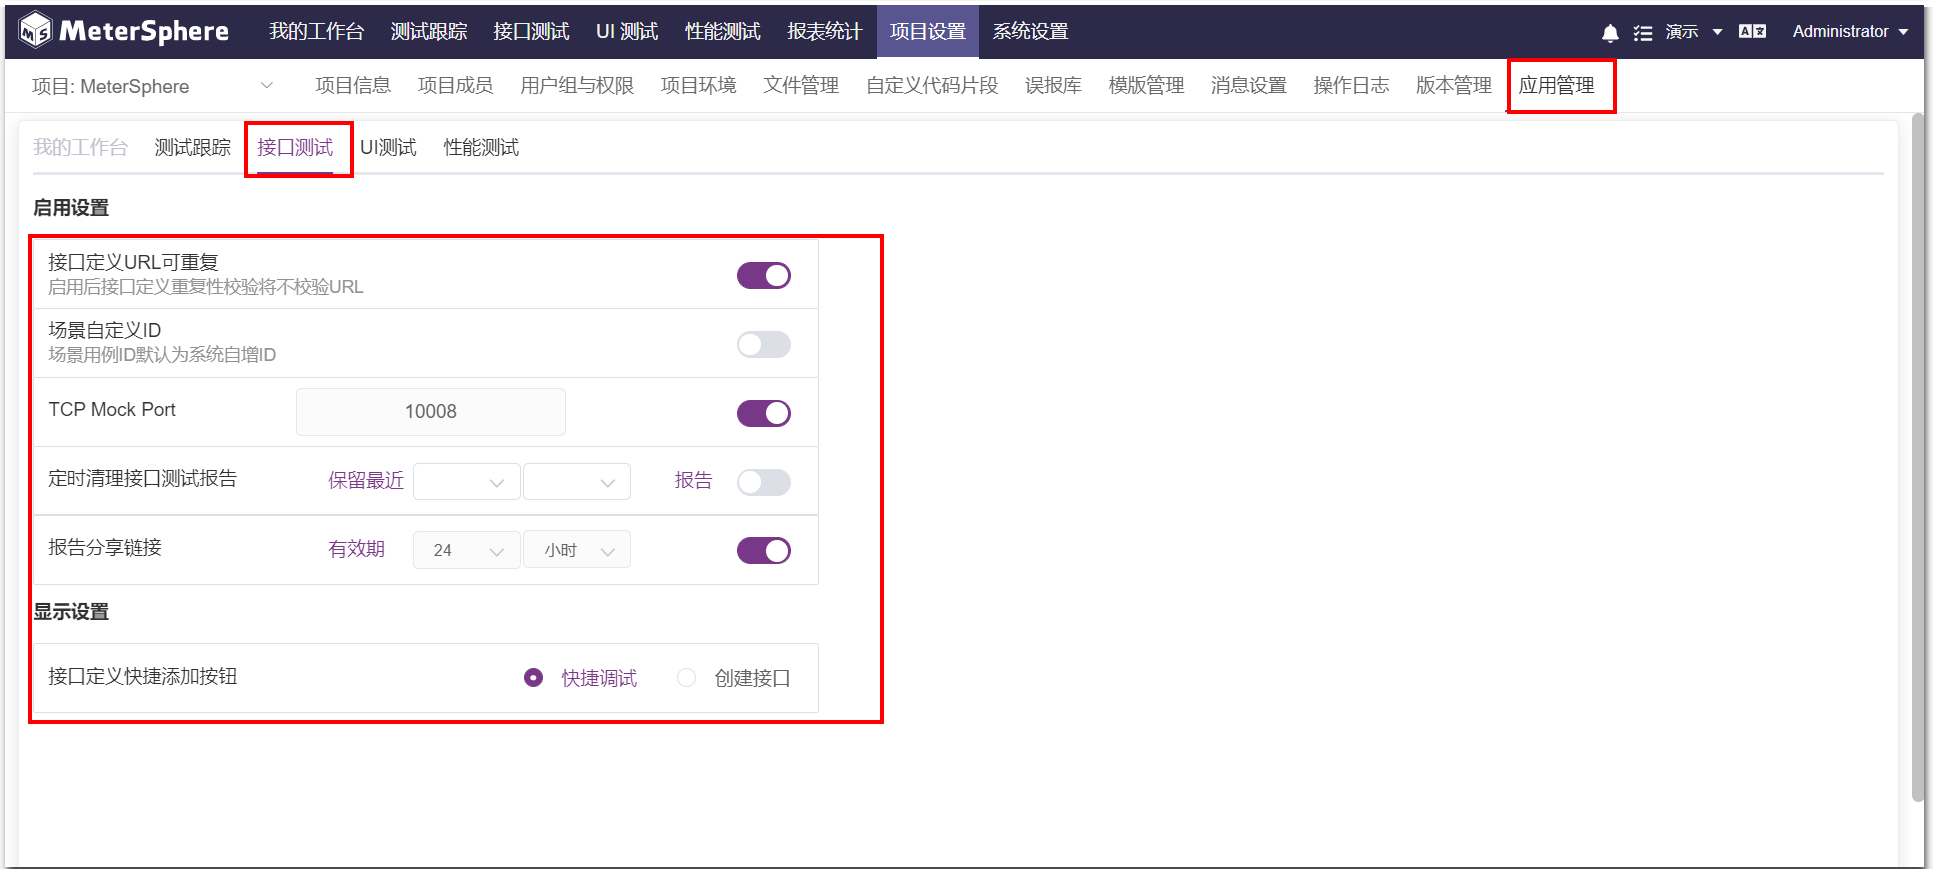 MeterSphere 我的工作台 测试跟踪 接口测试 UI 测试 性能测试 报表统计 项目设置 系统设置 演示 Administrator
项目: MeterSphere 项目信息 项目成员 用户组与权限 项目环境 文件管理 自定义代码片段 误报库 模版管理 消息设置 操作日志 版本管理 应用管理
我的工作台 测试跟踪 接口测试 UI测试 性能测试
启用设置
接口定义URL可重复
启用后接口定义重复性校验将不校验URL
场景自定义ID
场景用例ID默认为系统自增ID
TCP Mock Port 10008
定时清理接口测试报告 保留最近 报告
报告分享链接 有效期 24 小时
显示设置
接口定义快捷添加按钮 快捷调试 创建接口